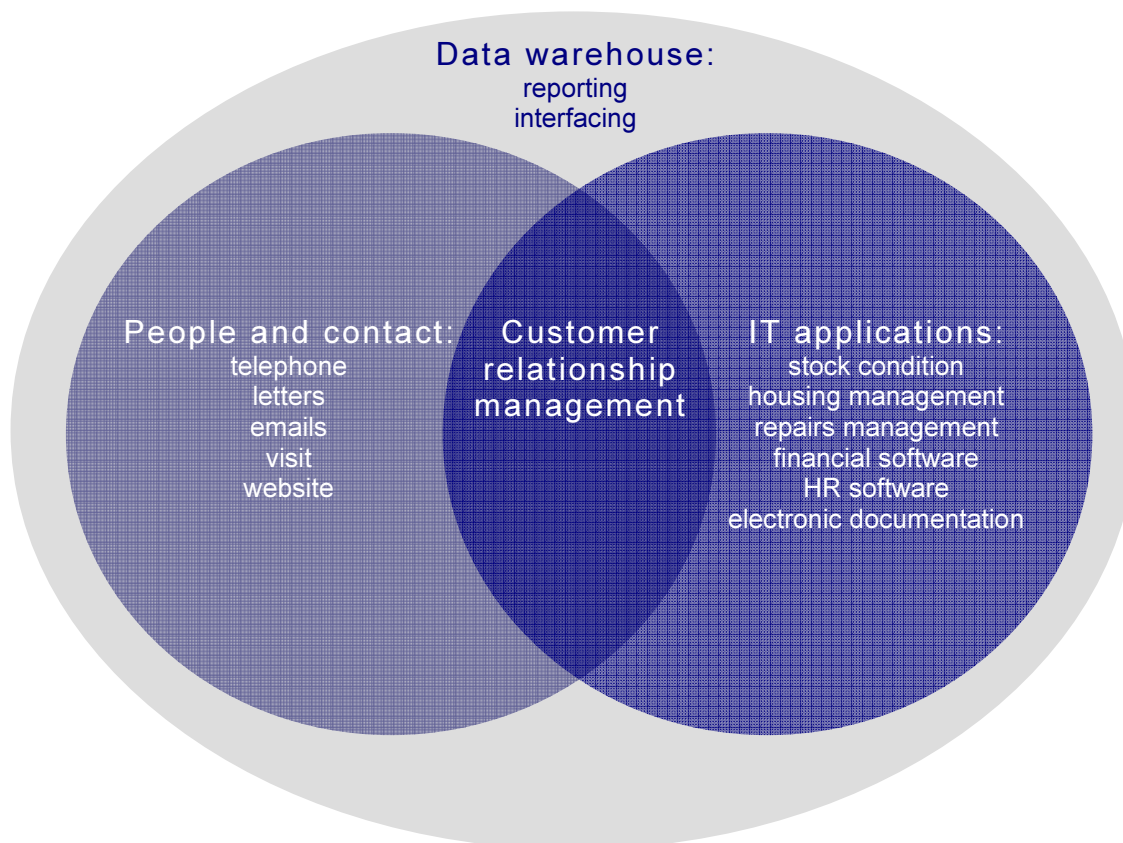 Data warehouse:
reporting
interfacing
People and contact:
telephone
letters
emails
visit
website
Customer
relationship
management
IT applications:
stock condition
housing management
repairs management
financial software
HR software
electronic documentation